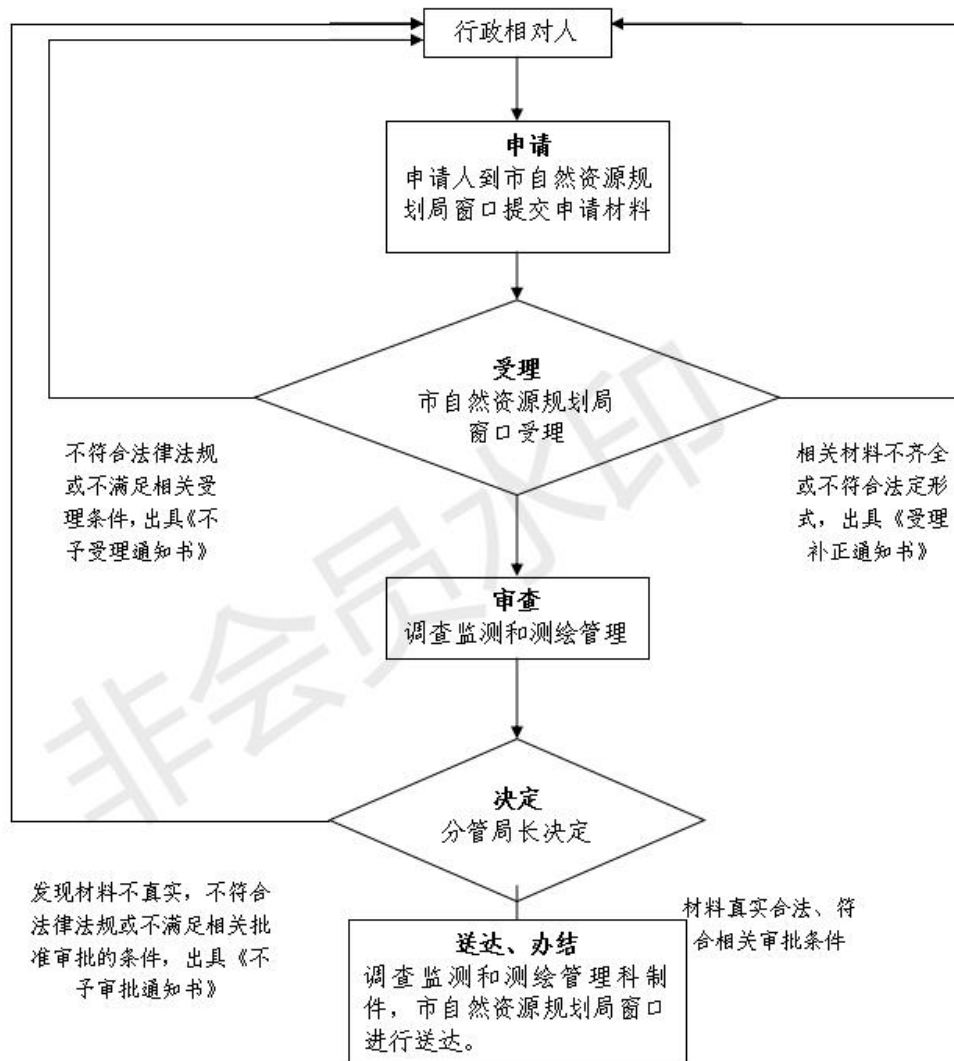 行政相对人
申请
申请人到市自然资源规
划局窗口提交申请材料
受理
市自然资源规划局
窗口受理
不符合法律法规
或不满足相关受
理条件，出具《不
予受理通知书》
相关材料不齐全
或不符合法定形
式，出具《受理
补正通知书》
审查
调查监测和测绘管理
决定
分管局长决定
发现材料不真实，不符合
法律法规或不满足相关批
准审批的条件，出具《不
予审批通知书》
材料真实合法、符
合相关审批条件
送达、办结
调查监测和测绘管理科制
件，市自然资源规划局窗口
进行送达。
非会员水印